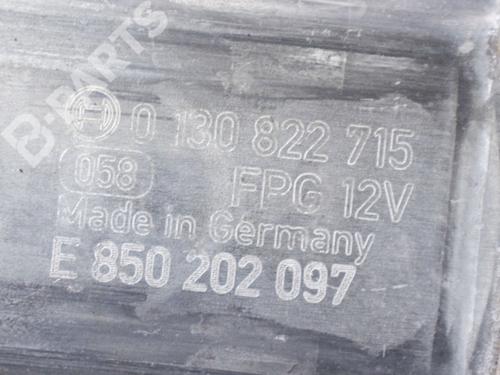 B-PARTS
0 130 822 715
058 FPG 12V
Made in Germany
E 850 202 097